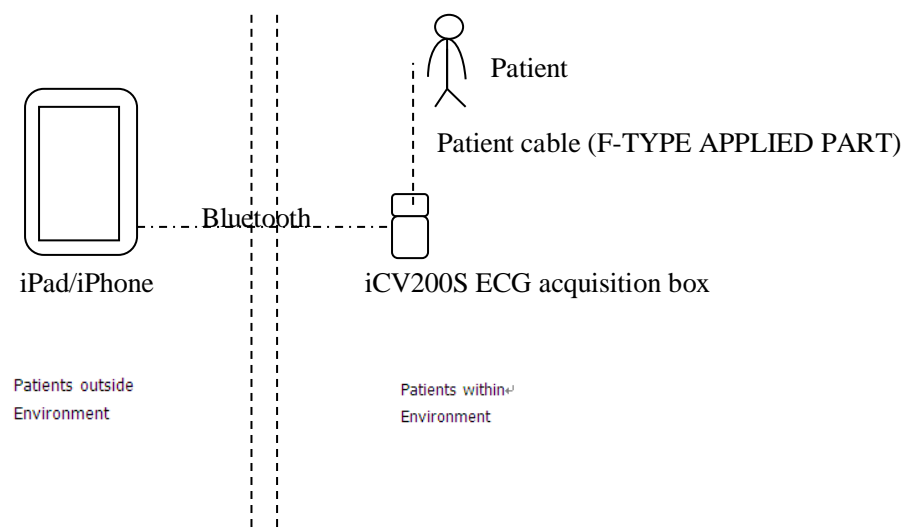 Patient
Patient cable (F-TYPE APPLIED PART)
Bluetooth
iPad/iPhone
iCV200S ECG acquisition box
Patients outside
Environment
Patients within↵
Environment